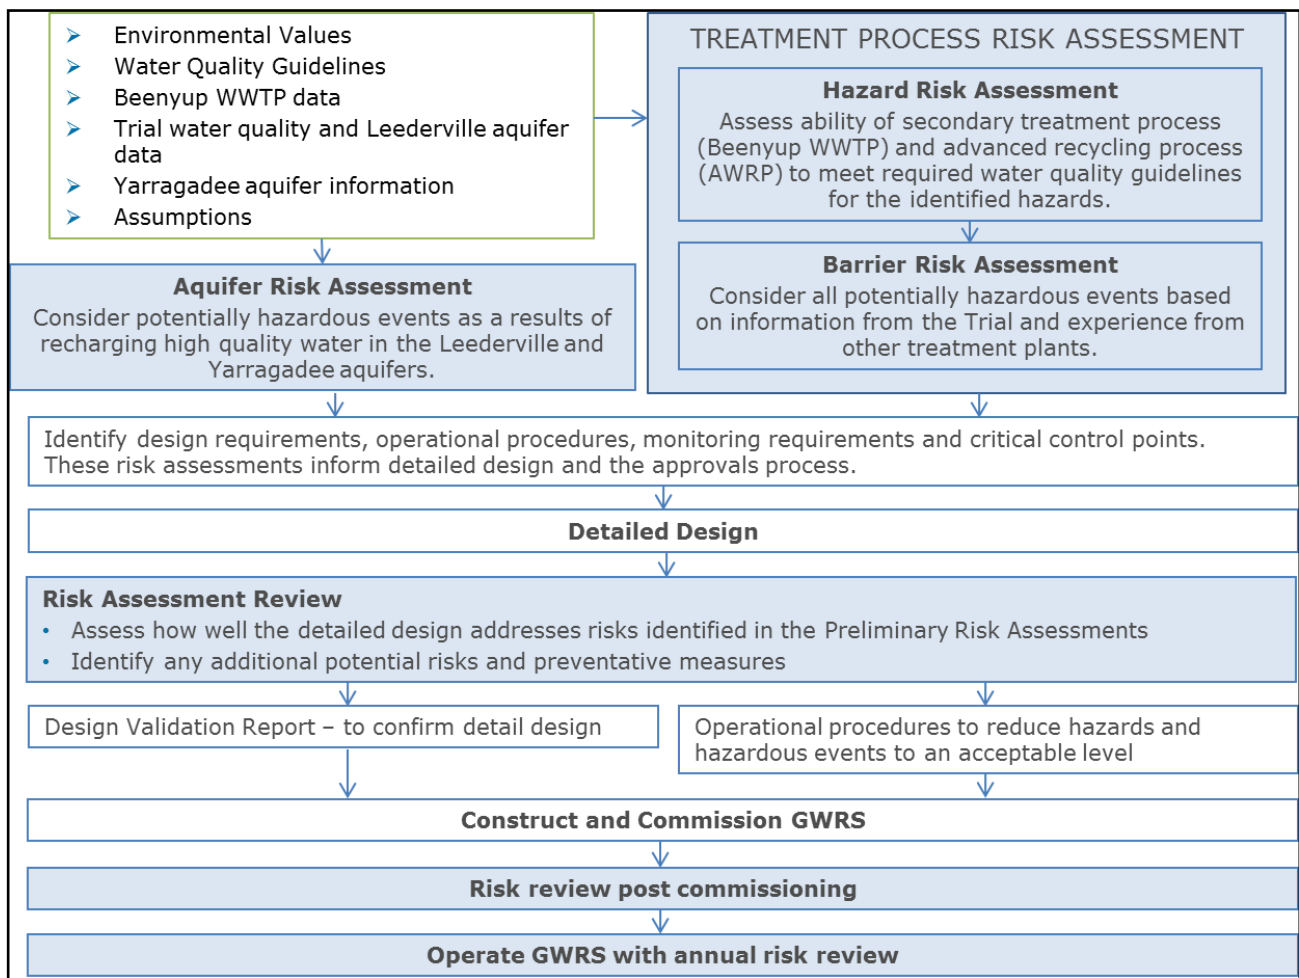 Environmental Values
Water Quality Guidelines
Beenyup WWTP data
Trial water quality and Leederville aquifer
data
Yarragadee aquifer information
Assumptions
TREATMENT PROCESS RISK ASSESSMENT
Hazard Risk Assessment
Assess ability of secondary treatment process
(Beenyup WWTP) and advanced recycling process
(AWRP) to meet required water quality guidelines
for the identified hazards.
Barrier Risk Assessment
Consider all potentially hazardous events based
on information from the Trial and experience from
other treatment plants.
Aquifer Risk Assessment
Consider potentially hazardous events as a results of
recharging high quality water in the Leederville and
Yarragadee aquifers.
Identify design requirements, operational procedures, monitoring requirements and critical control points.
These risk assessments inform detailed design and the approvals process.
Detailed Design
Risk Assessment Review
• Assess how well the detailed design addresses risks identified in the Preliminary Risk Assessments
• Identify any additional potential risks and preventative measures
Design Validation Report – to confirm detail design
Operational procedures to reduce hazards and
hazardous events to an acceptable level
Construct and Commission GWRS
Risk review post commissioning
Operate GWRS with annual risk review